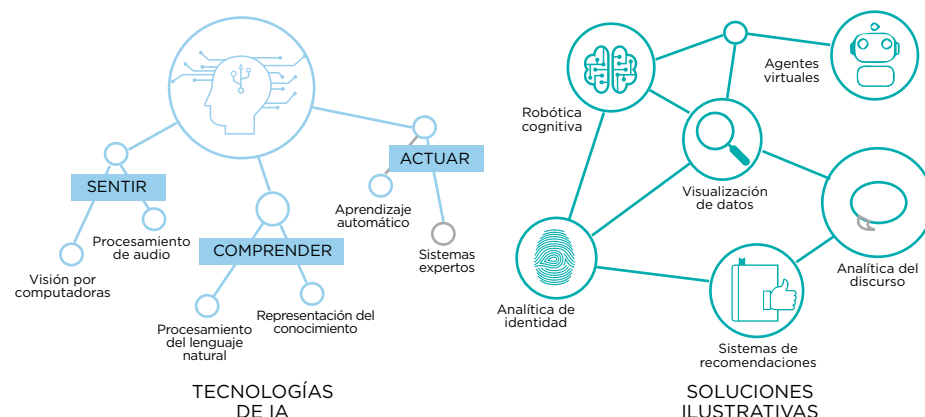 SENTIR
Procesamiento
de audio
Visión por
computadoras
COMPRENDER
Procesamiento
del lenguaje
natural
Representación del
conocimiento
ACTUAR
Aprendizaje
automático
Sistemas
expertos
TECNOLOGÍAS
DE IA
Robótica
cognitiva
Agentes
virtuales
Visualización
de datos
Analítica de
identidad
Analítica del
discurso
Sistemas de
recomendaciones
SOLUCIONES
ILUSTRATIVAS